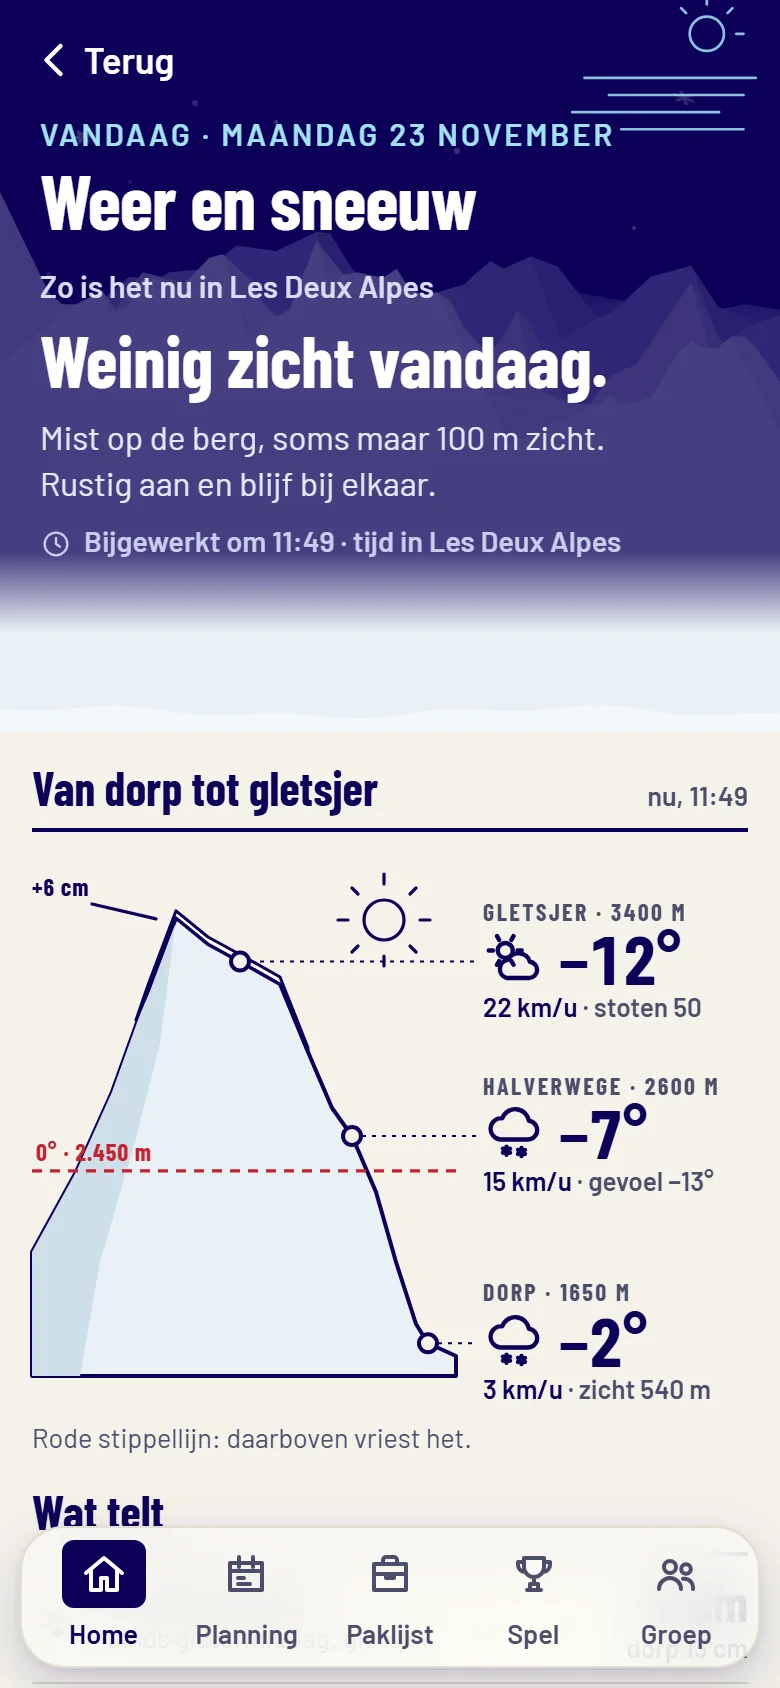 Terug
VANDAAG · MAANDAG 23 NOVEMBER
Weer en sneeuw
Zo is het nu in Les Deux Alpes
Weinig zicht vandaag.
Mist op de berg, soms maar 100 m zicht.
Rustig aan en blijf bij elkaar.
Bijgewerkt om 11:49 · tijd in Les Deux Alpes
Van dorp tot gletsjer
nu, 11:49
+6 cm
GLETSJER · 3400 M
−12°
22 km/u · stoten 50
HALVERWEGE · 2600 M
−7°
15 km/u · gevoel −13°
0° · 2.450 m
DORP · 1650 M
−2°
3 km/u · zicht 540 m
Rode stippellijn: daarboven vriest het.
Wat telt
cm
dorp 13 cm
Home
Planning
Paklijst
Spel
Groep